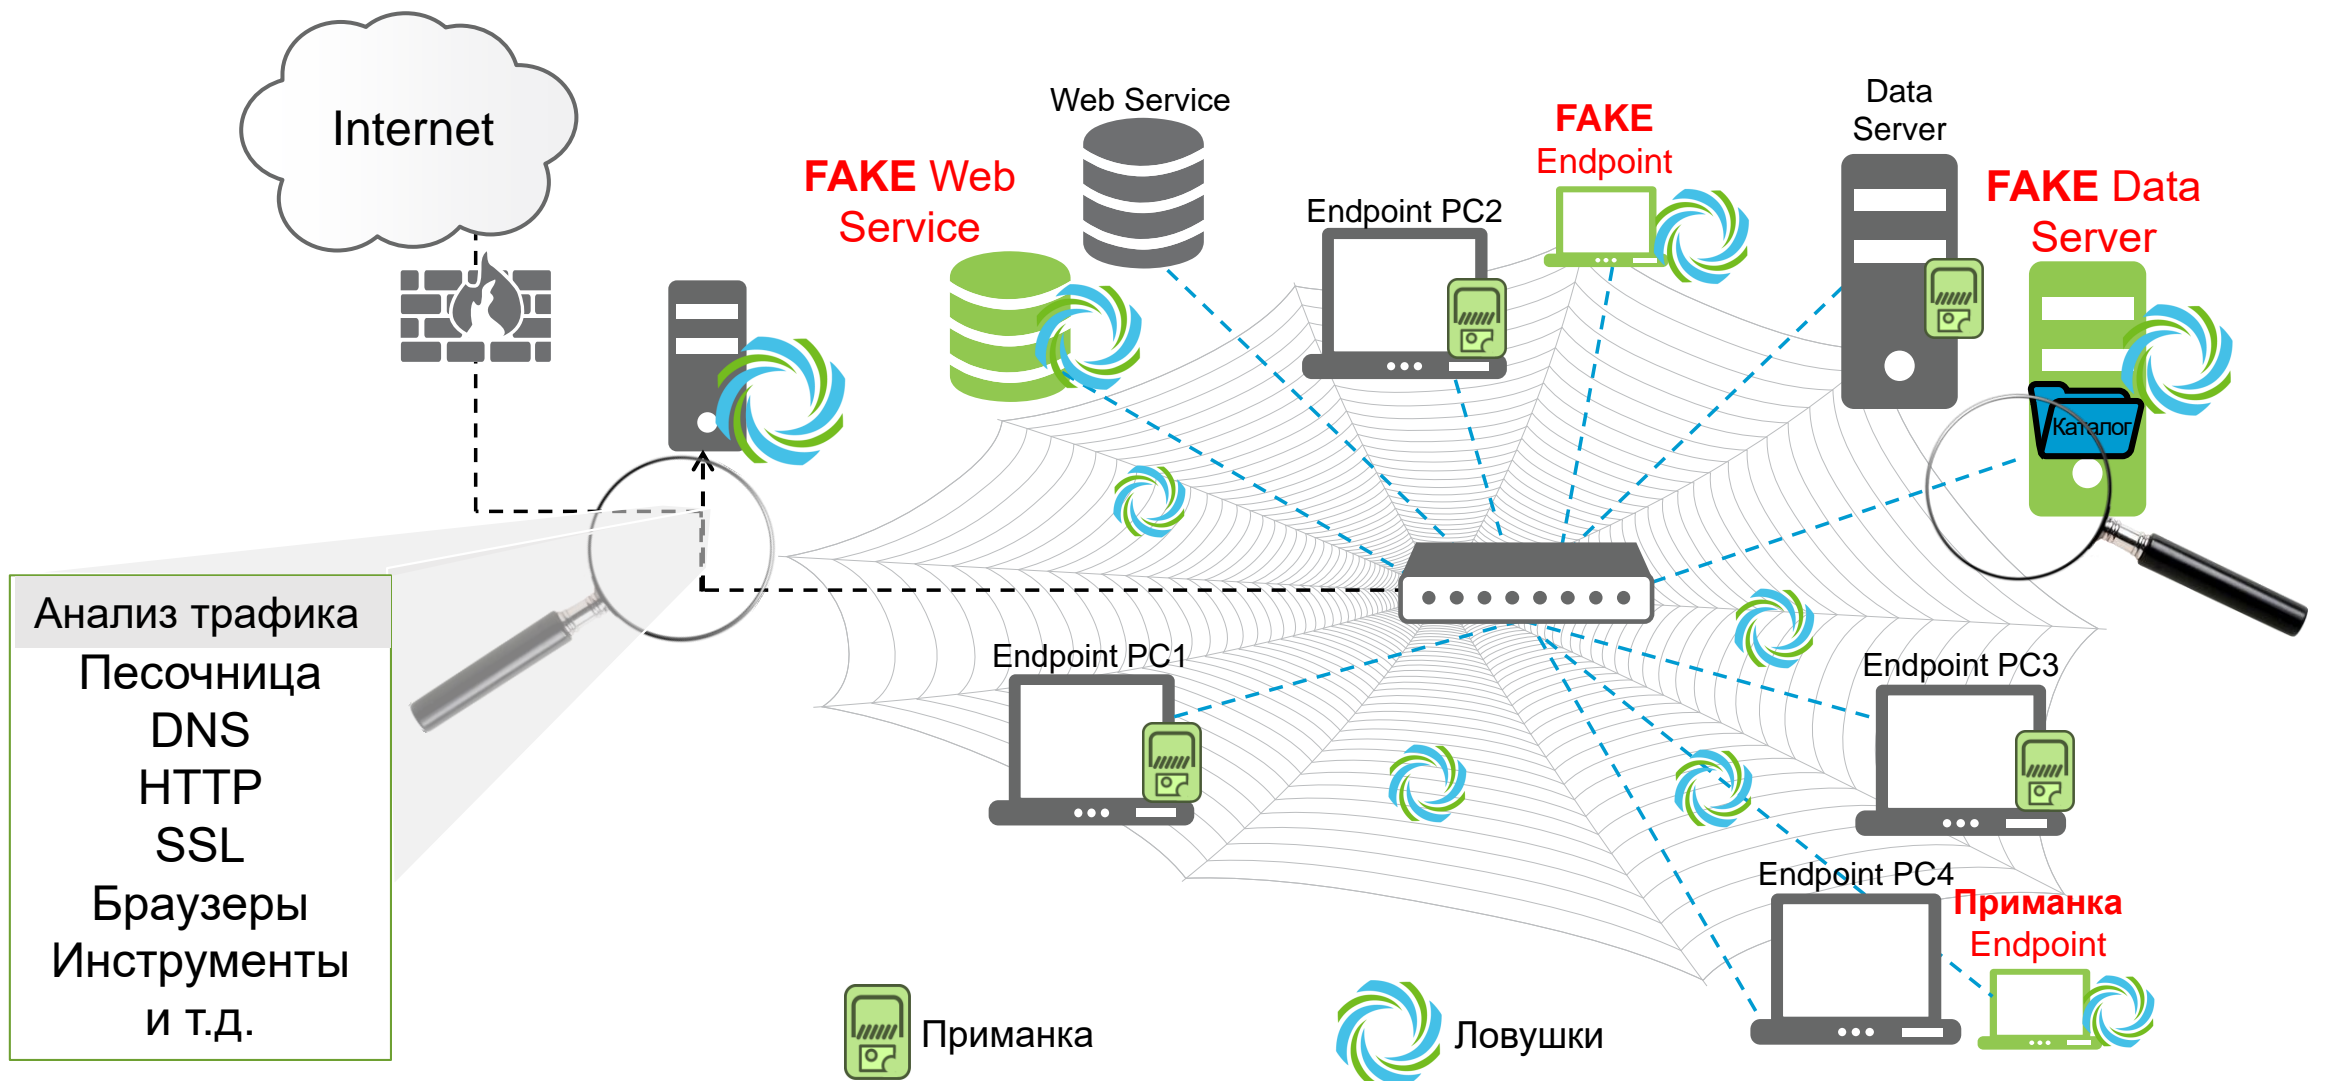 Internet
Web Service
FAKE
Endpoint
Data
Server
FAKE Web
Service
Endpoint PC2
FAKE Data
Server
Каталог
Анализ трафика
Песочница
DNS
HTTP
SSL
Браузеры
Инструменты
и т.д.
Endpoint PC1
Endpoint PC3
Endpoint PC4
Приманка
Endpoint
Приманка
Ловушки